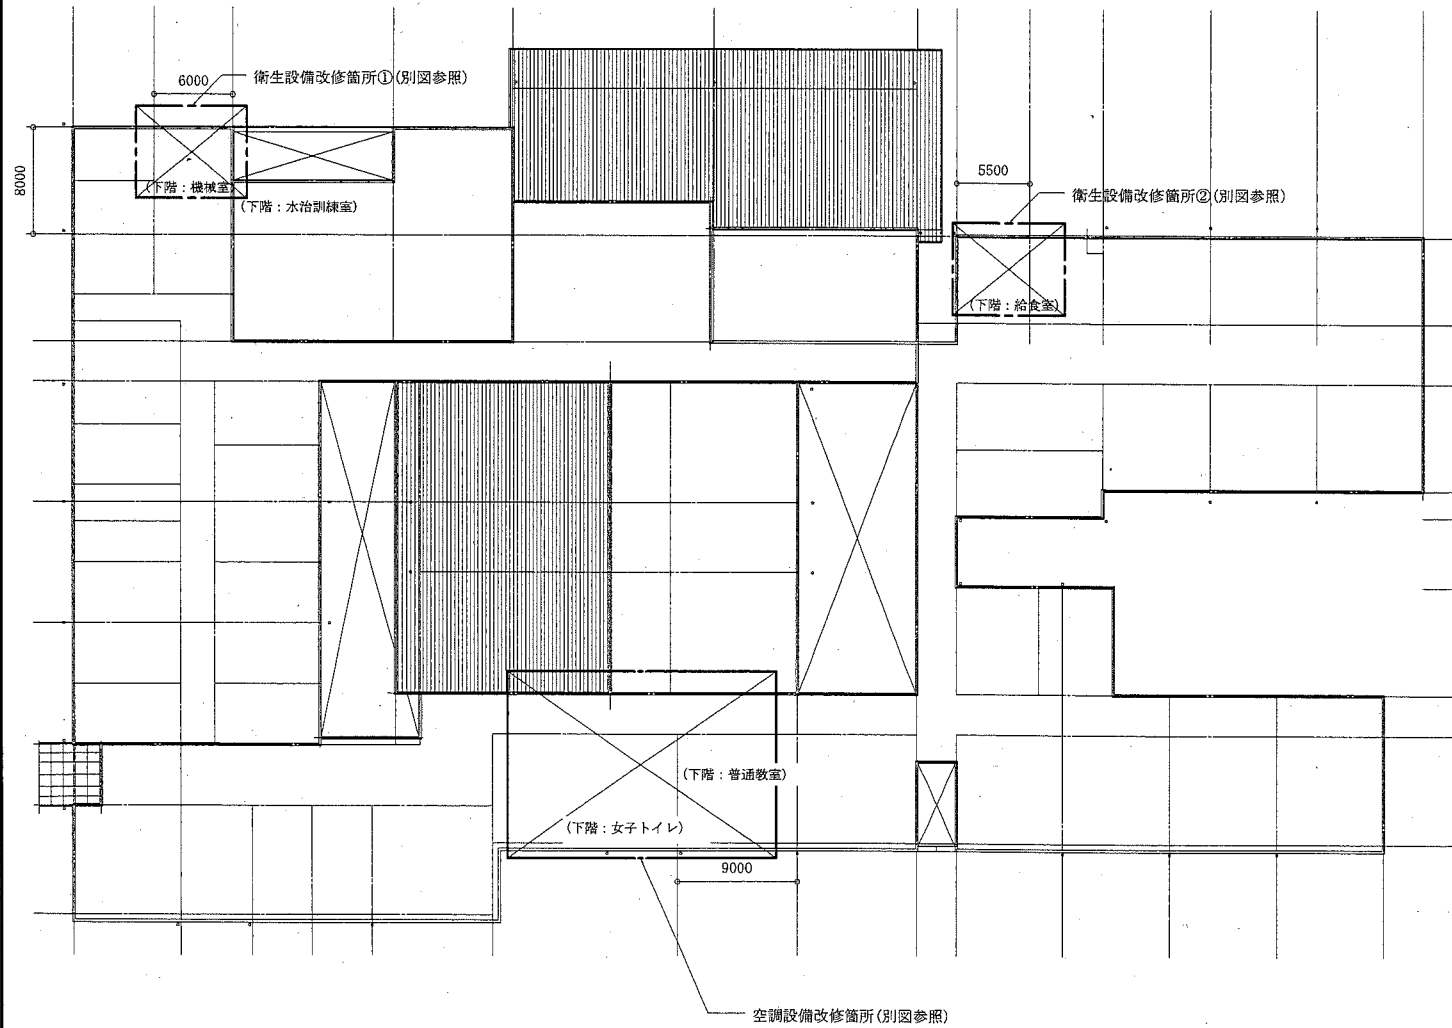 6000
衛生設備改修箇所①(別図参照)
8000
(下階：機械室)
(下階：水治訓練室)
5500
衛生設備改修箇所②(別図参照)
(下階：給食室)
(下階：普通教室)
(下階：女子トイレ)
9000
空調設備改修箇所(別図参照)